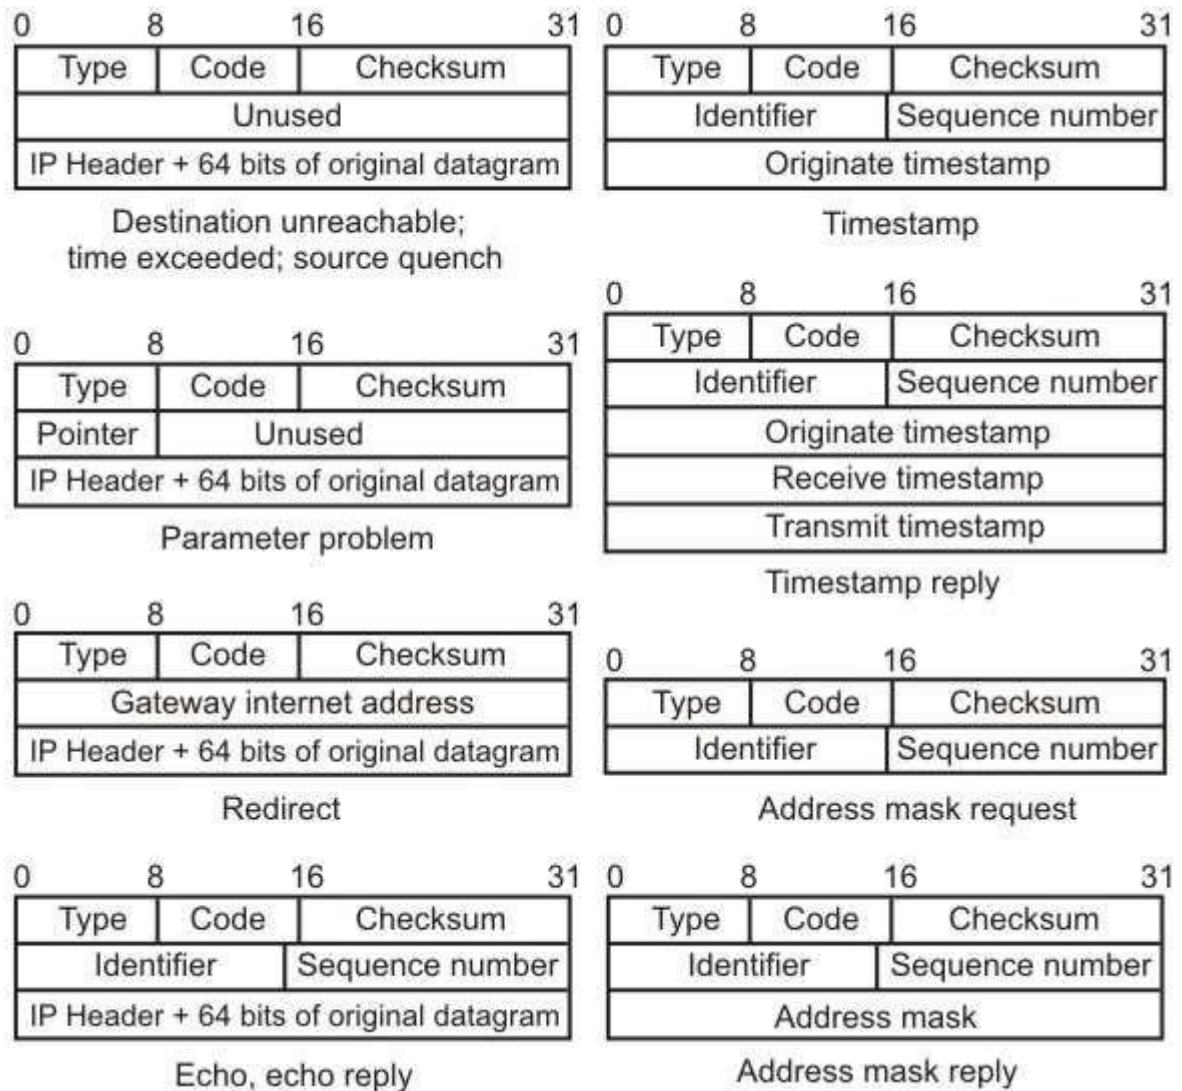 0 8 16 31
Type Code Checksum
Unused
IP Header + 64 bits of original datagram
Destination unreachable;
time exceeded; source quench
0 8 16 31
Type Code Checksum
Pointer Unused
IP Header + 64 bits of original datagram
Parameter problem
0 8 16 31
Type Code Checksum
Gateway internet address
IP Header + 64 bits of original datagram
Redirect
0 8 16 31
Type Code Checksum
Identifier Sequence number
IP Header + 64 bits of original datagram
Echo, echo reply
0 8 16 31
Type Code Checksum
Identifier Sequence number
Originate timestamp
Timestamp
0 8 16 31
Type Code Checksum
Identifier Sequence number
Originate timestamp
Receive timestamp
Transmit timestamp
Timestamp reply
0 8 16 31
Type Code Checksum
Identifier Sequence number
Address mask request
0 8 16 31
Type Code Checksum
Identifier Sequence number
Address mask
Address mask reply